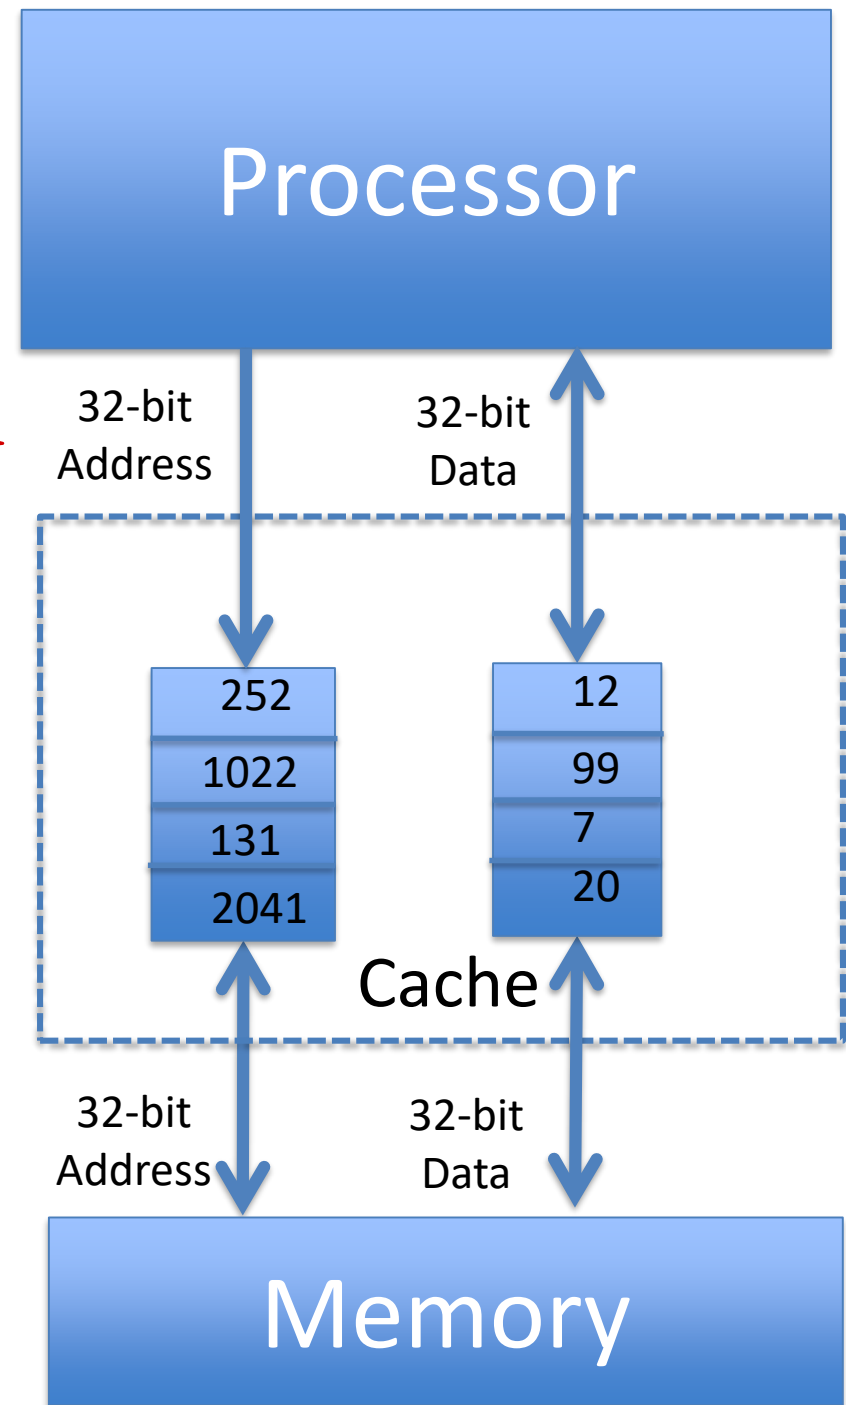 Processor
32-bit
Address
32-bit
Data
252
1022
131
2041
12
99
7
20
Cache
32-bit
Address
32-bit
Data
Memory